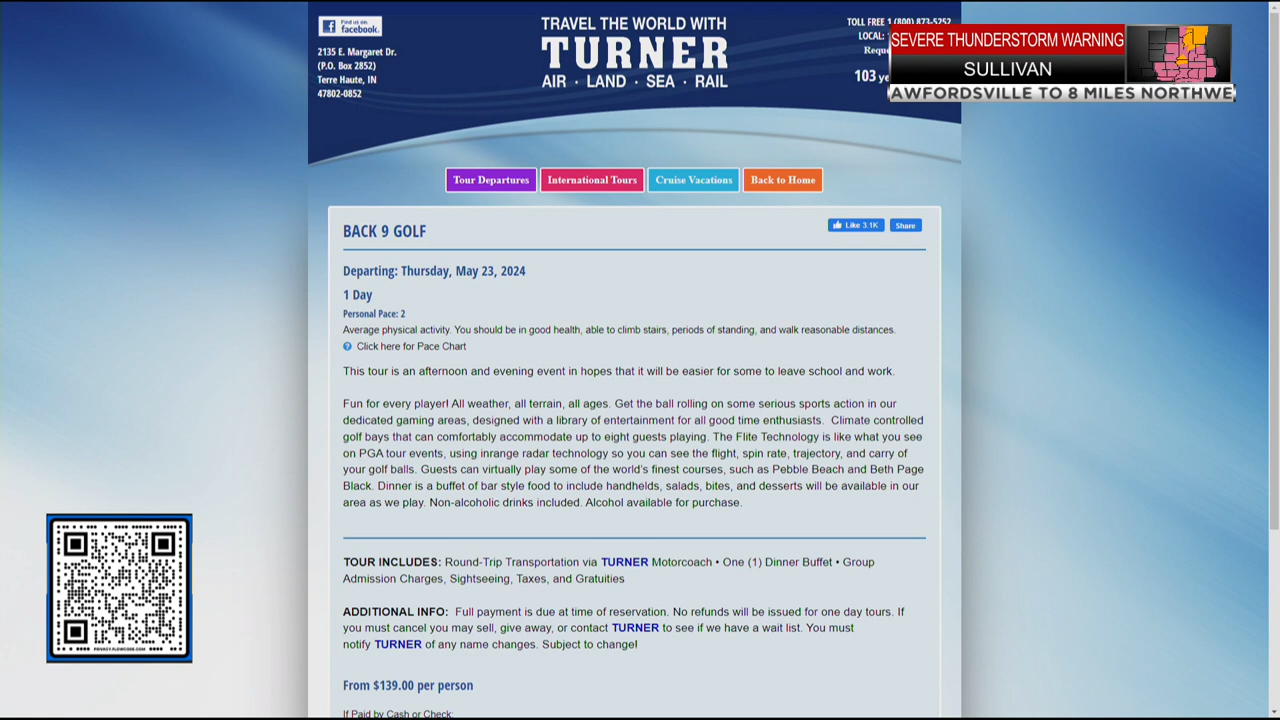 Find us on
facebook.
2135 E. Margaret Dr.
(P.O. Box 2852)
Terre Haute, IN
47802-0852
TRAVEL THE WORLD WITH
TURNER
AIR · LAND · SEA · RAIL
TOLL FREE 1 (800) 873-5252
LOCAL:
103
SEVERE THUNDERSTORM WARNING
SULLIVAN
AWFORDSVILLE TO 8 MILES NORTHWE
Tour Departures
International Tours
Cruise Vacations
Back to Home
BACK 9 GOLF
Like 3.1K
Share
Departing: Thursday, May 23, 2024
1 Day
Personal Pace: 2
Average physical activity. You should be in good health, able to climb stairs, periods of standing, and walk reasonable distances.
Click here for Pace Chart
This tour is an afternoon and evening event in hopes that it will be easier for some to leave school and work.
Fun for every player! All weather, all terrain, all ages. Get the ball rolling on some serious sports action in our
dedicated gaming areas, designed with a library of entertainment for all good time enthusiasts. Climate controlled
golf bays that can comfortably accommodate up to eight guests playing. The Flite Technology is like what you see
on PGA tour events, using inrange radar technology so you can see the flight, spin rate, trajectory, and carry of
your golf balls. Guests can virtually play some of the world's finest courses, such as Pebble Beach and Beth Page
Black. Dinner is a buffet of bar style food to include handhelds, salads, bites, and desserts will be available in our
area as we play. Non-alcoholic drinks included. Alcohol available for purchase.
TOUR INCLUDES: Round-Trip Transportation via TURNER Motorcoach • One (1) Dinner Buffet • Group
Admission Charges, Sightseeing, Taxes, and Gratuities
ADDITIONAL INFO: Full payment is due at time of reservation. No refunds will be issued for one day tours. If
you must cancel you may sell, give away, or contact TURNER to see if we have a wait list. You must
notify TURNER of any name changes. Subject to change!
From $139.00 per person
If Paid by Cash or Check:
PRIVACY.FLOWCODE.COM